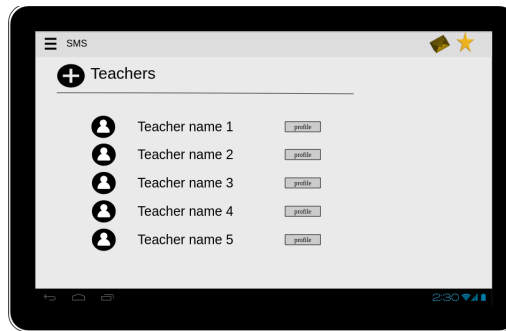 SMS
Teachers
Teacher name 1 profile
Teacher name 2 profile
Teacher name 3 profile
Teacher name 4 profile
Teacher name 5 profile
2:30